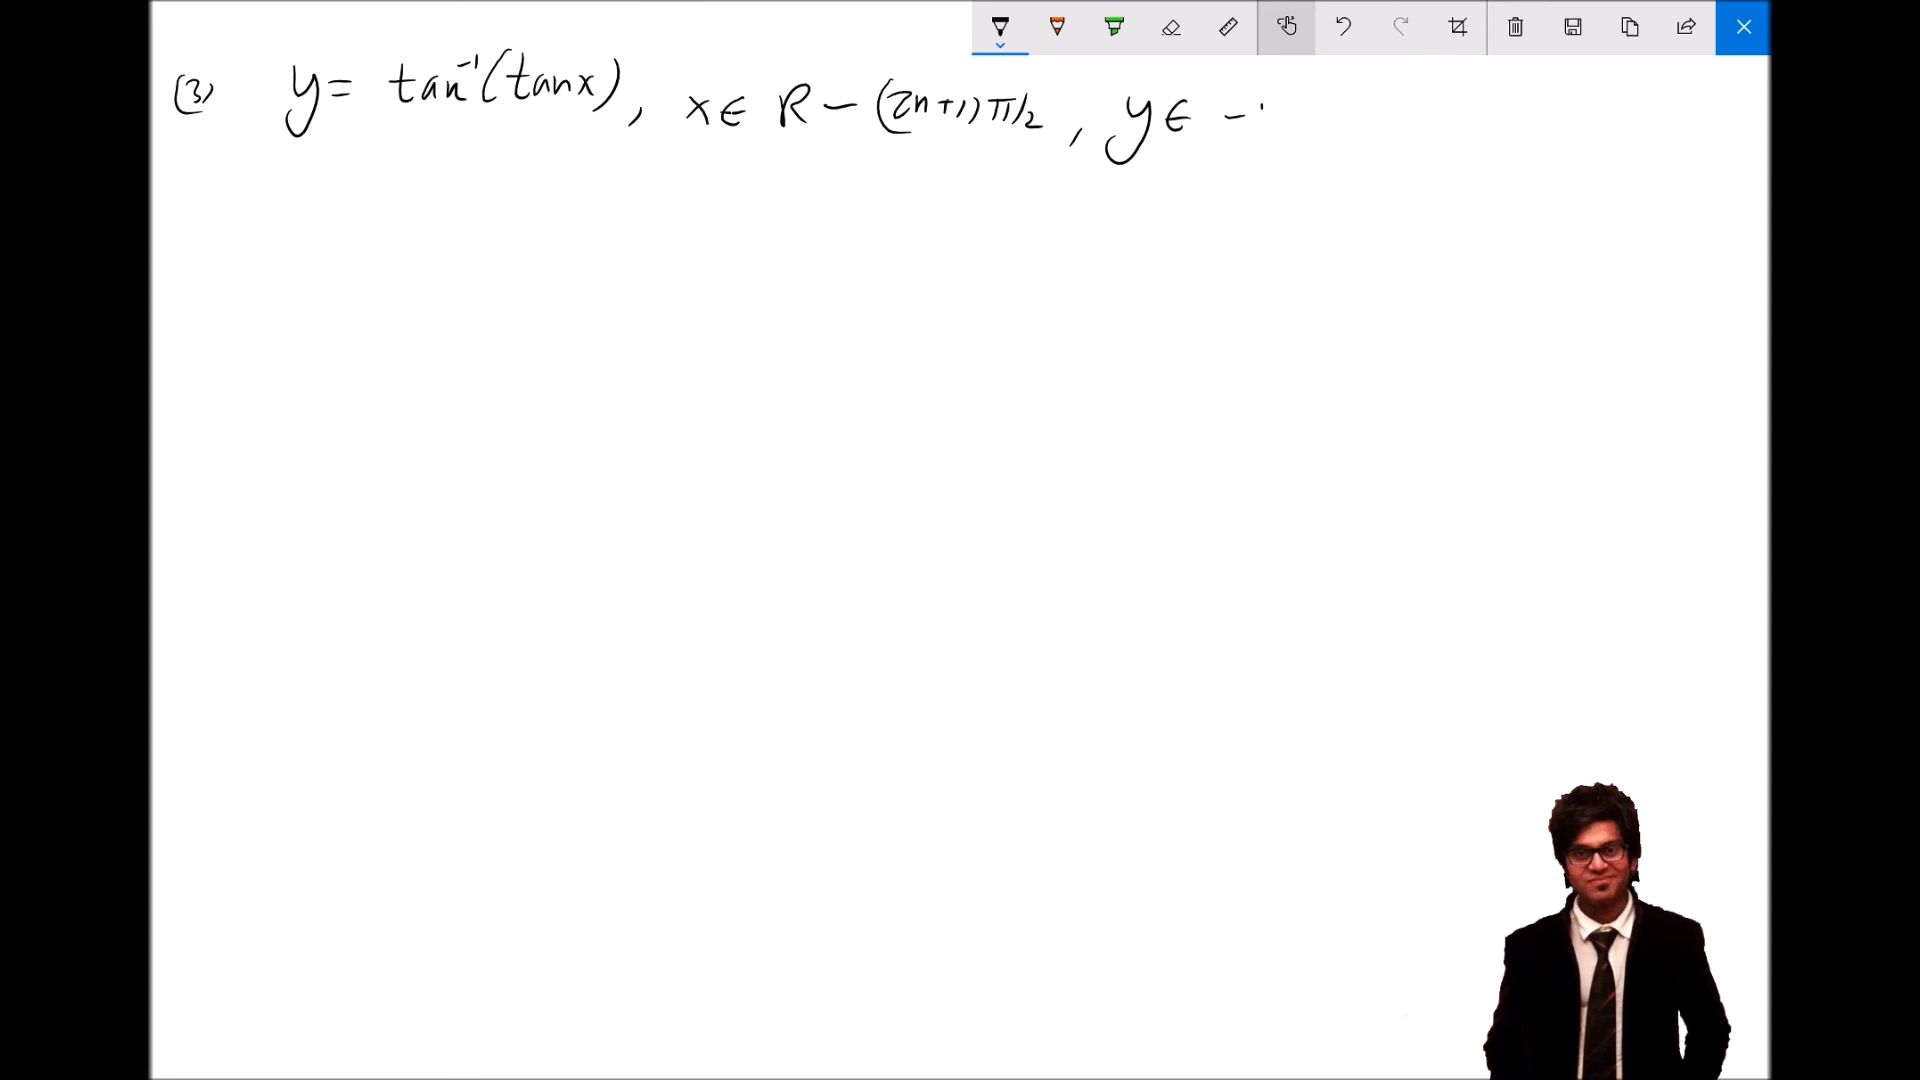 (3) y = tan⁻¹(tanx), x ∈ R − (2n+1)π/2, y ∈ -